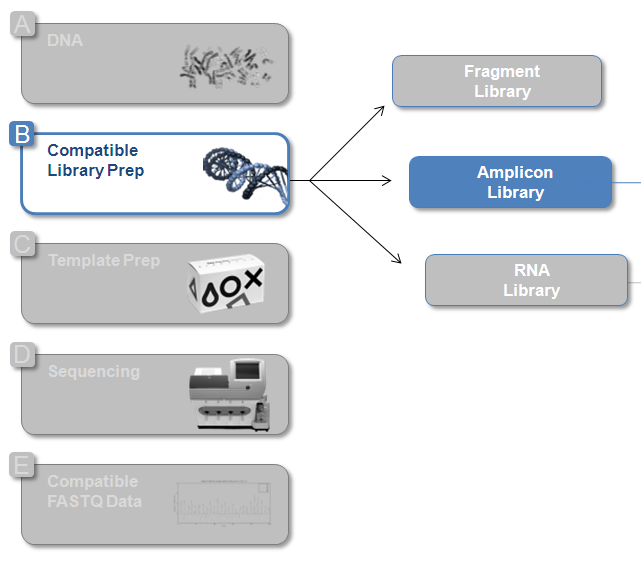 A
DNA
B
Compatible
Library Prep
C
Template Prep
D
Sequencing
E
Compatible
FASTQ Data
Fragment
Library
Amplicon
Library
RNA
Library